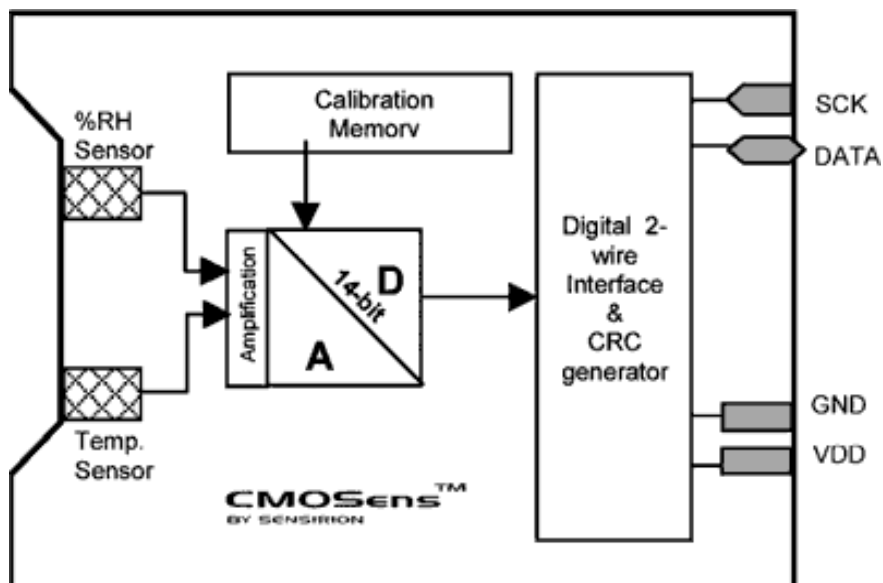 %RH
Sensor
Calibration
Memory
SCK
DATA
Amplification
14-bit
D
A
Digital 2-
wire
Interface
&
CRC
generator
Temp.
Sensor
GND
VDD
CMOSens™
BY SENSIRION